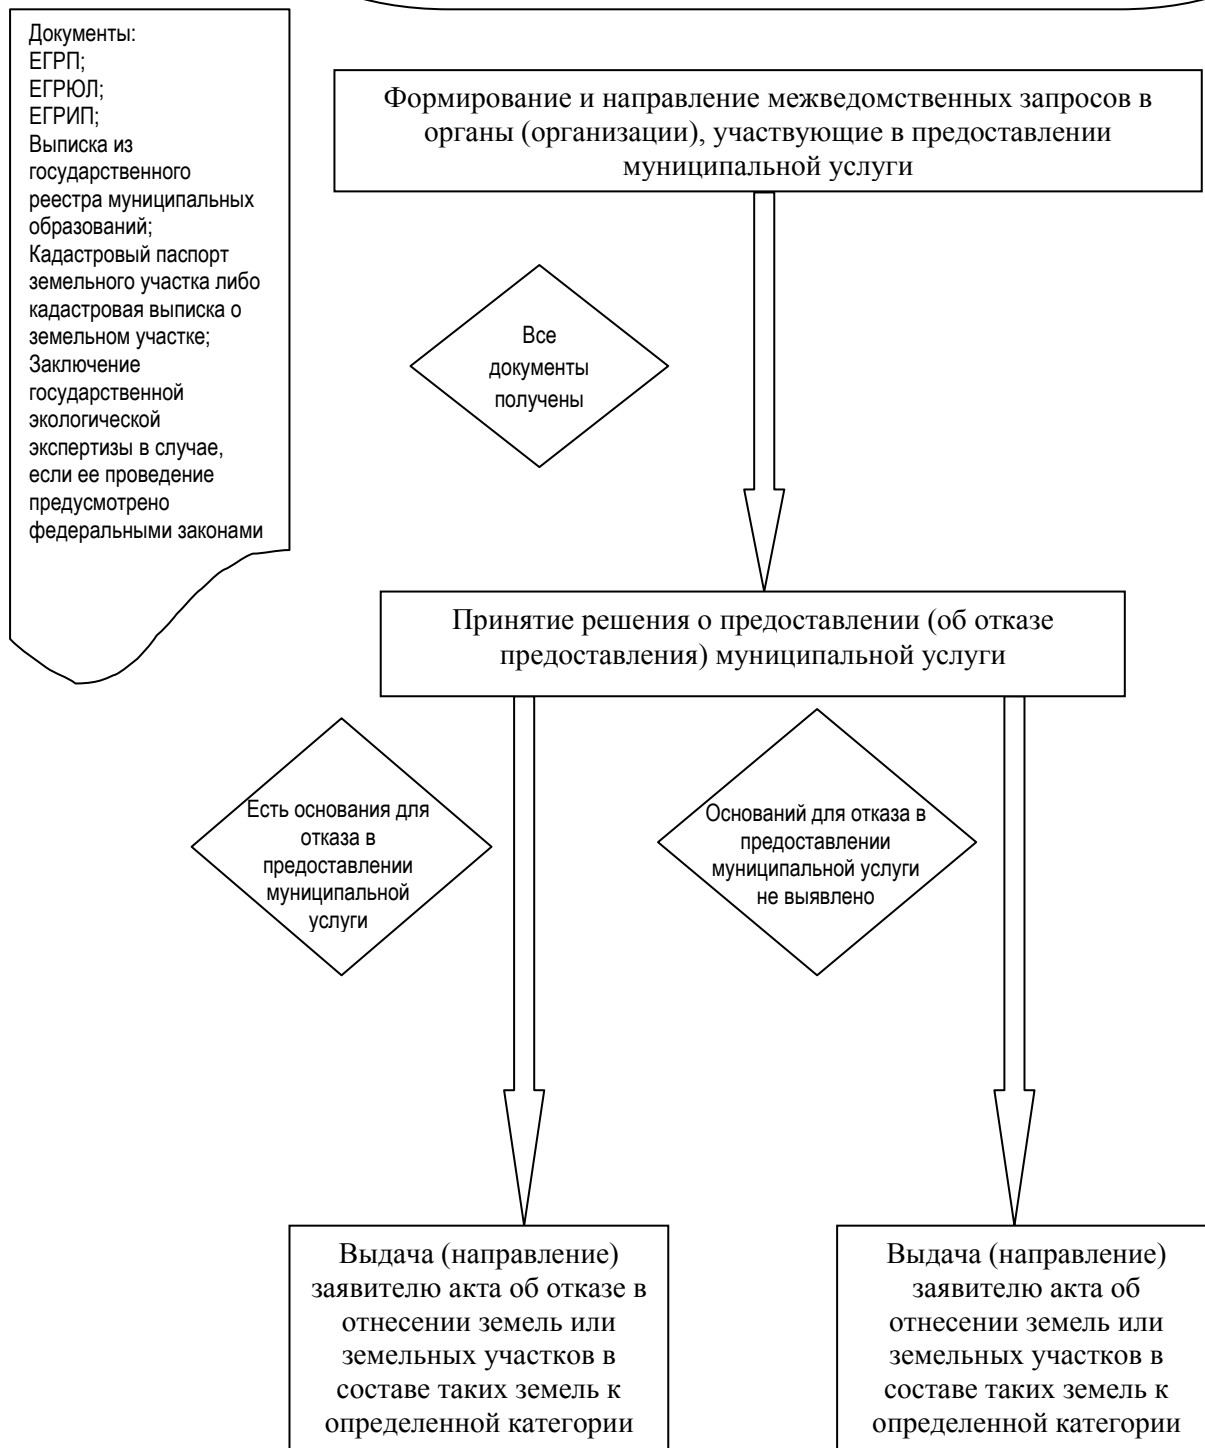 Документы:
ЕГРП;
ЕГРЮЛ;
ЕГРИП;
Выписка из
государственного
реестра муниципальных
образований;
Кадастровый паспорт
земельного участка либо
кадастровая выписка о
земельном участке;
Заключение
государственной
экологической
экспертизы в случае,
если ее проведение
предусмотрено
федеральными законами
Формирование и направление межведомственных запросов в
органы (организации), участвующие в предоставлении
муниципальной услуги
Все
документы
получены
Принятие решения о предоставлении (об отказе
предоставления) муниципальной услуги
Есть основания для
отказа в
предоставлении
муниципальной
услуги
Оснований для отказа в
предоставлении
муниципальной услуги
не выявлено
Выдача (направление)
заявителю акта об отказе в
отнесении земель или
земельных участков в
составе таких земель к
определенной категории
Выдача (направление)
заявителю акта об
отнесении земель или
земельных участков в
составе таких земель к
определенной категории